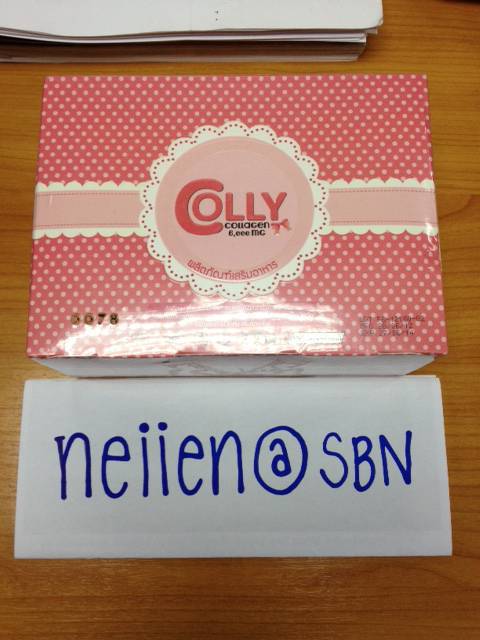 COLLY
COLLAGEN
6,000 MG
ผลิตภัณฑ์เสริมอาหาร
0078
neiien@SBN